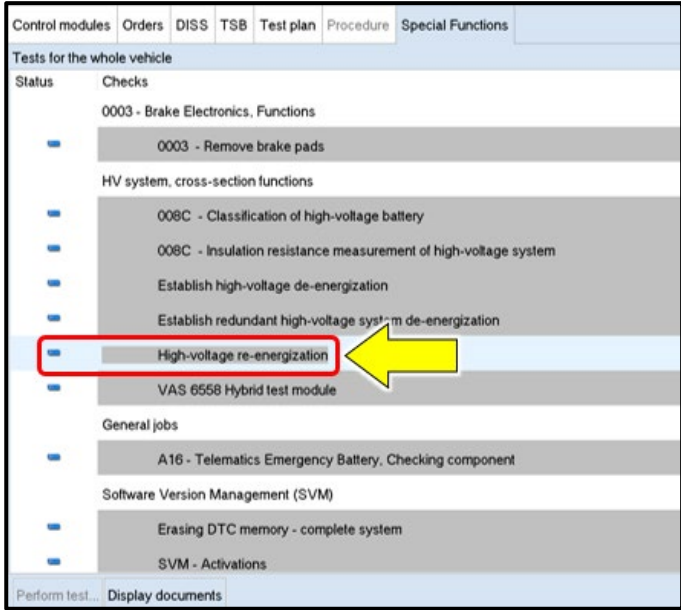 Control modules Orders DISS TSB Test plan Procedure Special Functions
Tests for the whole vehicle
Status Checks
0003 - Brake Electronics, Functions
0003 - Remove brake pads
HV system, cross-section functions
008C - Classification of high-voltage battery
008C - Insulation resistance measurement of high-voltage system
Establish high-voltage de-energization
Establish redundant high-voltage system de-energization
High-voltage re-energization
VAS 6558 Hybrid test module
General jobs
A16 - Telematics Emergency Battery, Checking component
Software Version Management (SVM)
Erasing DTC memory - complete system
SVM - Activations
Perform test... Display documents